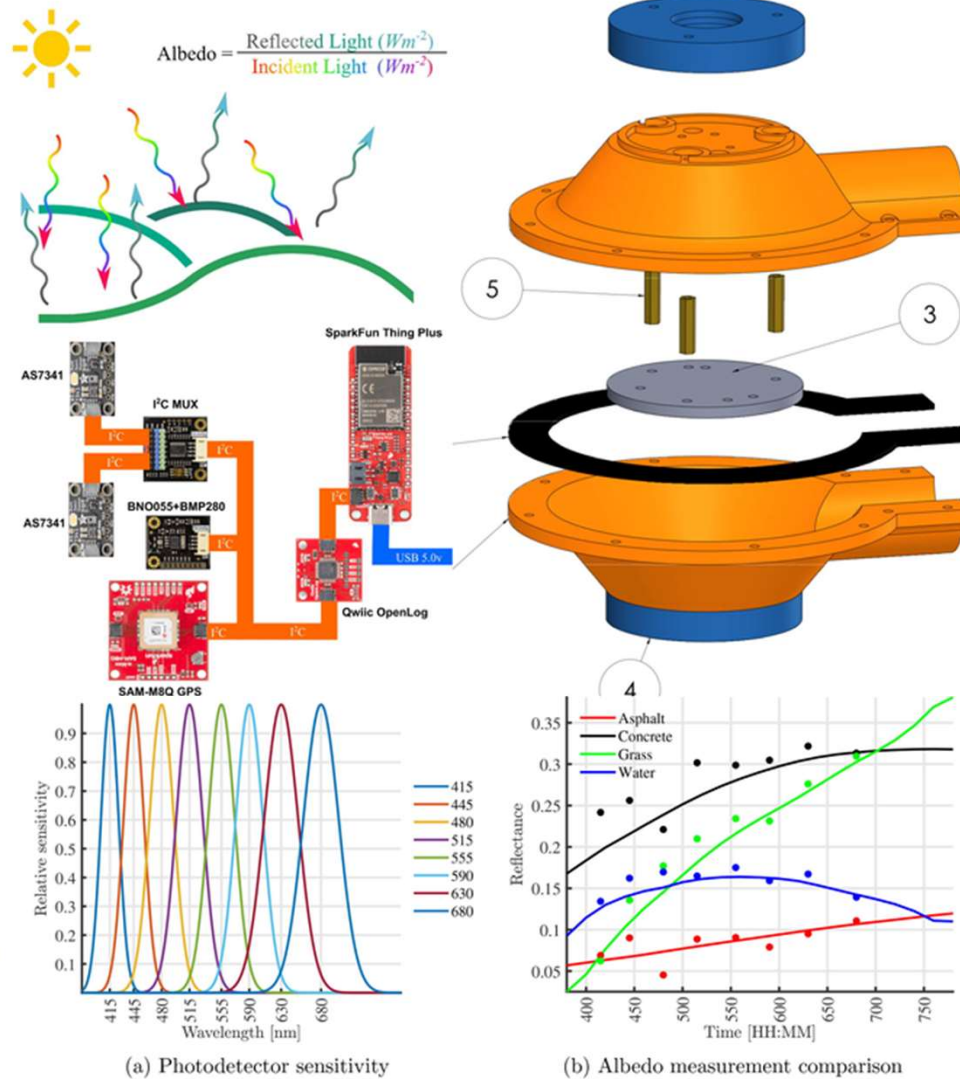 Albedo = Reflected Light (Wm⁻²)
Incident Light (Wm⁻²)
5
3
4
SparkFun Thing Plus
AS7341
I²C MUX
I²C
I²C
I²C
AS7341
BNO055+BMP280
I²C
I²C
USB 5.0v
Qwiic OpenLog
I²C
I²C
SAM-M8Q GPS
Relative sensitivity
0.9
0.8
0.7
0.6
0.5
0.4
0.3
0.2
0.1
415
445
480
515
555
590
630
680
415
445
480
515
555
590
630
680
Wavelength [nm]
(a) Photodetector sensitivity
Reflectance
0.35
0.3
0.25
0.2
0.15
0.1
0.05
Asphalt
Concrete
Grass
Water
400
450
500
550
600
650
700
750
Time [HH:MM]
(b) Albedo measurement comparison